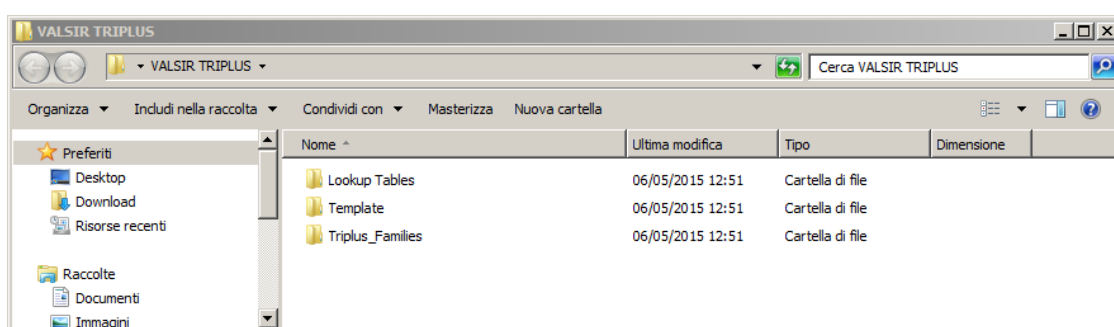 VALSIR TRIPLUS
VALSIR TRIPLUS
Cerca VALSIR TRIPLUS
Organizza Includi nella raccolta Condividi con Masterizza Nuova cartella
Preferiti
Desktop
Download
Risorse recenti
Raccolte
Documenti
Immagini
Nome Ultima modifica Tipo Dimensione
Lookup Tables 06/05/2015 12:51 Cartella di file
Template 06/05/2015 12:51 Cartella di file
Triplus_Families 06/05/2015 12:51 Cartella di file